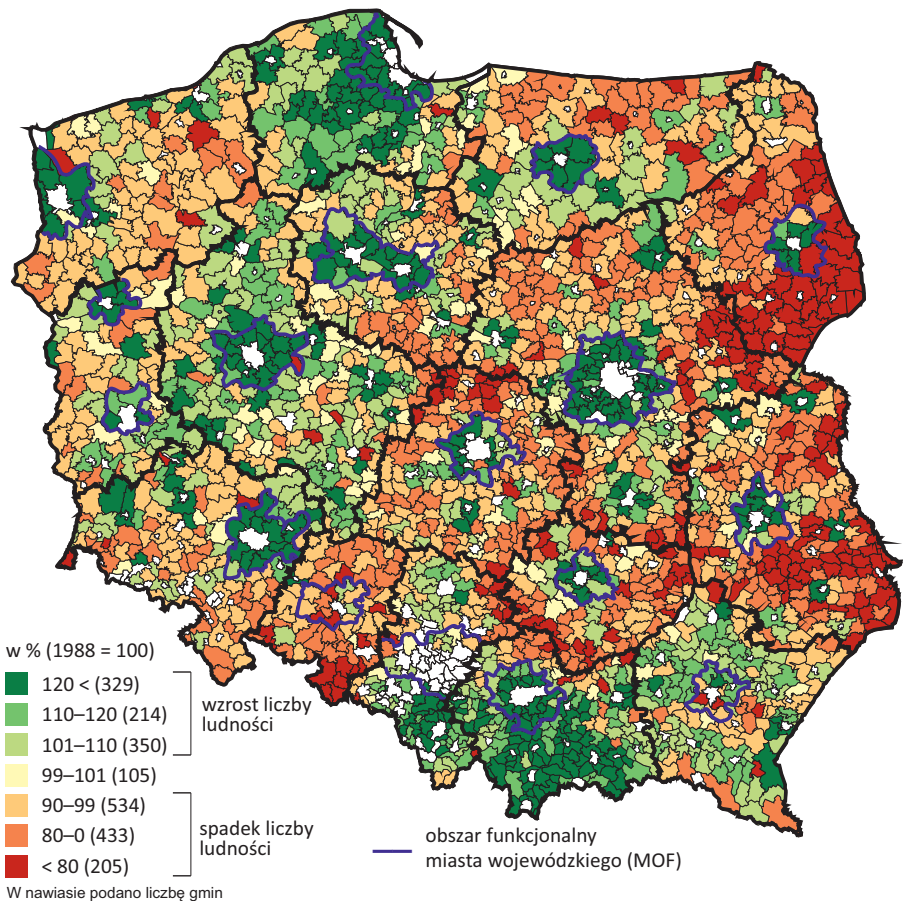 w % (1988 = 100)
120 < (329)
110–120 (214)
101–110 (350)
wzrost liczby
ludności
99–101 (105)
90–99 (534)
80–0 (433)
< 80 (205)
spadek liczby
ludności
obszar funkcjonalny
miasta wojewódzkiego (MOF)
W nawiasie podano liczbę gmin